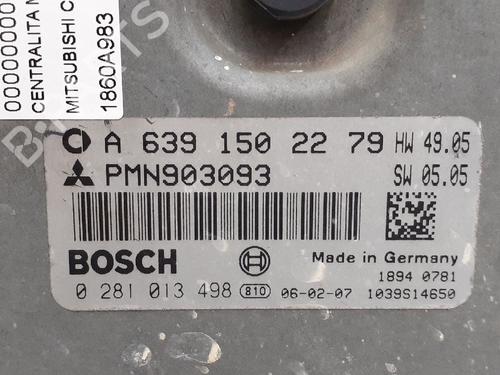 000000000
CENTRALITA M
MITSUBISHI C
1860A983
A 639 150 22 79 HW 49.05
PMN903093 SW 05.05
BOSCH Made in Germany
1894 0781
0 281 013 498 810 06-02-07 1039S14650